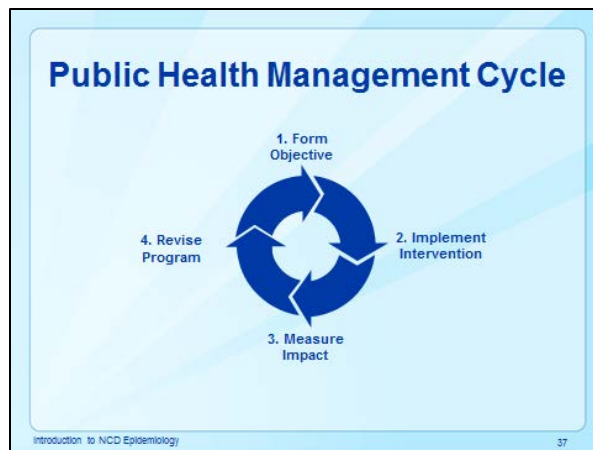 Public Health Management Cycle
1. Form
Objective
2. Implement
Intervention
3. Measure
Impact
4. Revise
Program
Introduction to NCD Epidemiology
37